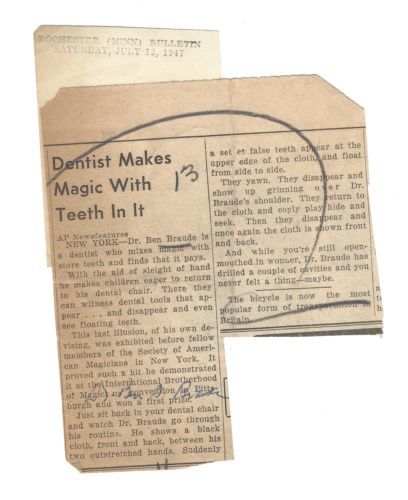 ROCHESTER (MINN) BULLETIN
SATURDAY, JULY 12, 1947
Dentist Makes
Magic With
Teeth In It
13
AP Newsfeatures
NEW YORK—Dr. Ben Braude is
a dentist who mixes magic with
store teeth and finds that it pays.
With the aid of sleight of hand
he makes children eager to return
to his dental chair. There they
can witness dental tools that ap-
pear . . . and disappear and even
see floating teeth.
This last illusion, of his own de-
vising, was exhibited before fellow
members of the Society of Ameri-
can Magicians in New York. It
proved such a hit he demonstrated
it at the International Brotherhood
of Magicians convention in Pitts-
burgh and won a first prize.
Dr. Ben Braude
Just sit back in your dental chair
and watch Dr. Braude go through
his routine. He shows a black
cloth, front and back, between his
two outstretched hands. Suddenly
a set of false teeth appear at the
upper edge of the cloth, and float
from side to side.
They yawn. They disappear and
show up grinning over Dr.
Braude's shoulder. They return to
the cloth and coyly play hide and
seek. Then they disappear and
once again the cloth is shown front
and back.
And while you're still open-
mouthed in wonder, Dr. Braude has
drilled a couple of cavities and you
never felt a thing—maybe.
The bicycle is now the most
popular form of transportation in
Britain.